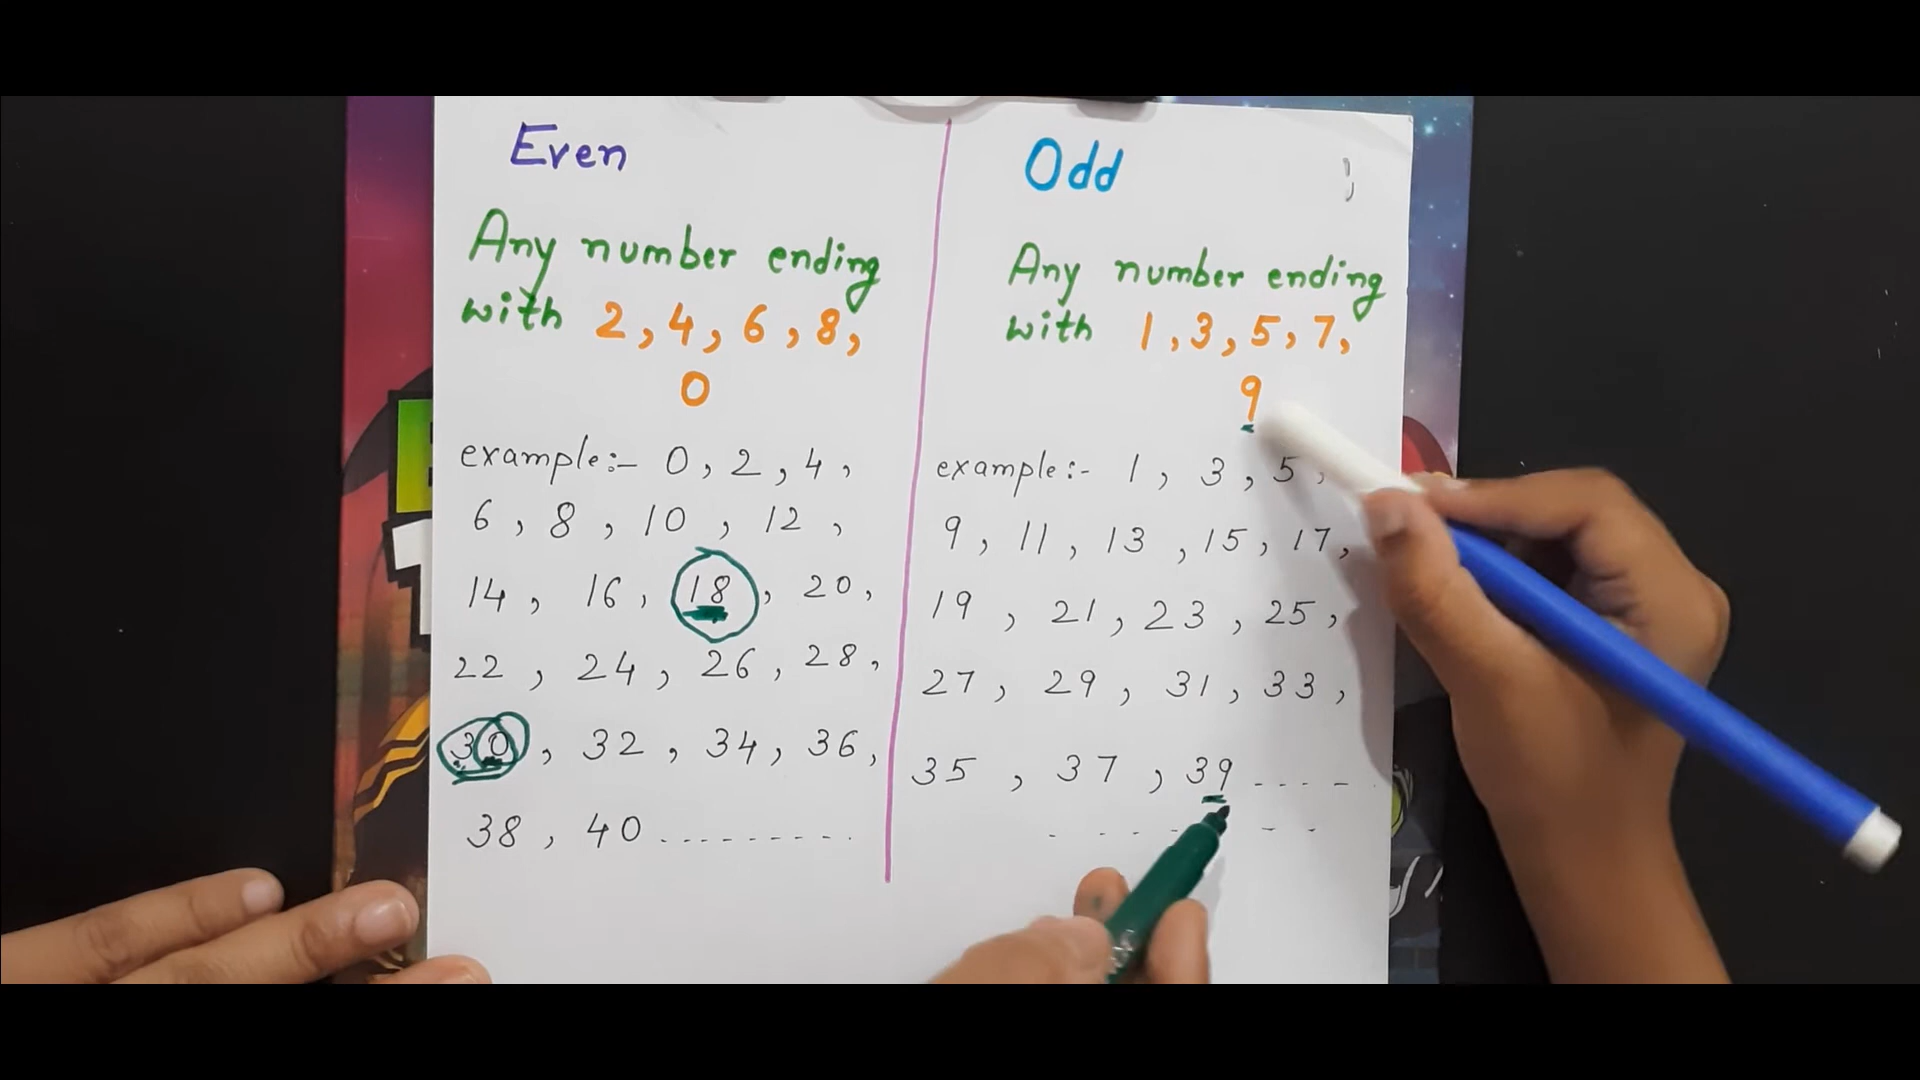 Even
Any number ending
with 2, 4, 6, 8,
0
example:- 0, 2, 4,
6, 8, 10, 12,
14, 16, 18, 20,
22, 24, 26, 28,
30, 32, 34, 36,
38, 40 .........
Odd
Any number ending
with 1, 3, 5, 7,
9
example:- 1, 3, 5,
9, 11, 13, 15, 17,
19, 21, 23, 25,
27, 29, 31, 33,
35, 37, 39 - - - -
- - - - - -